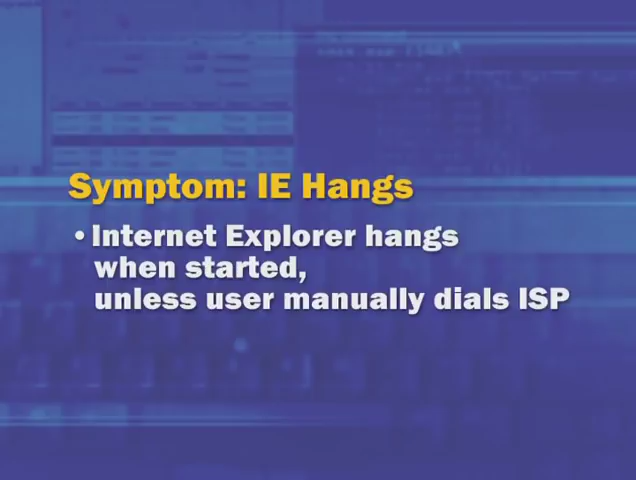 Symptom: IE Hangs
• Internet Explorer hangs
when started,
unless user manually dials ISP